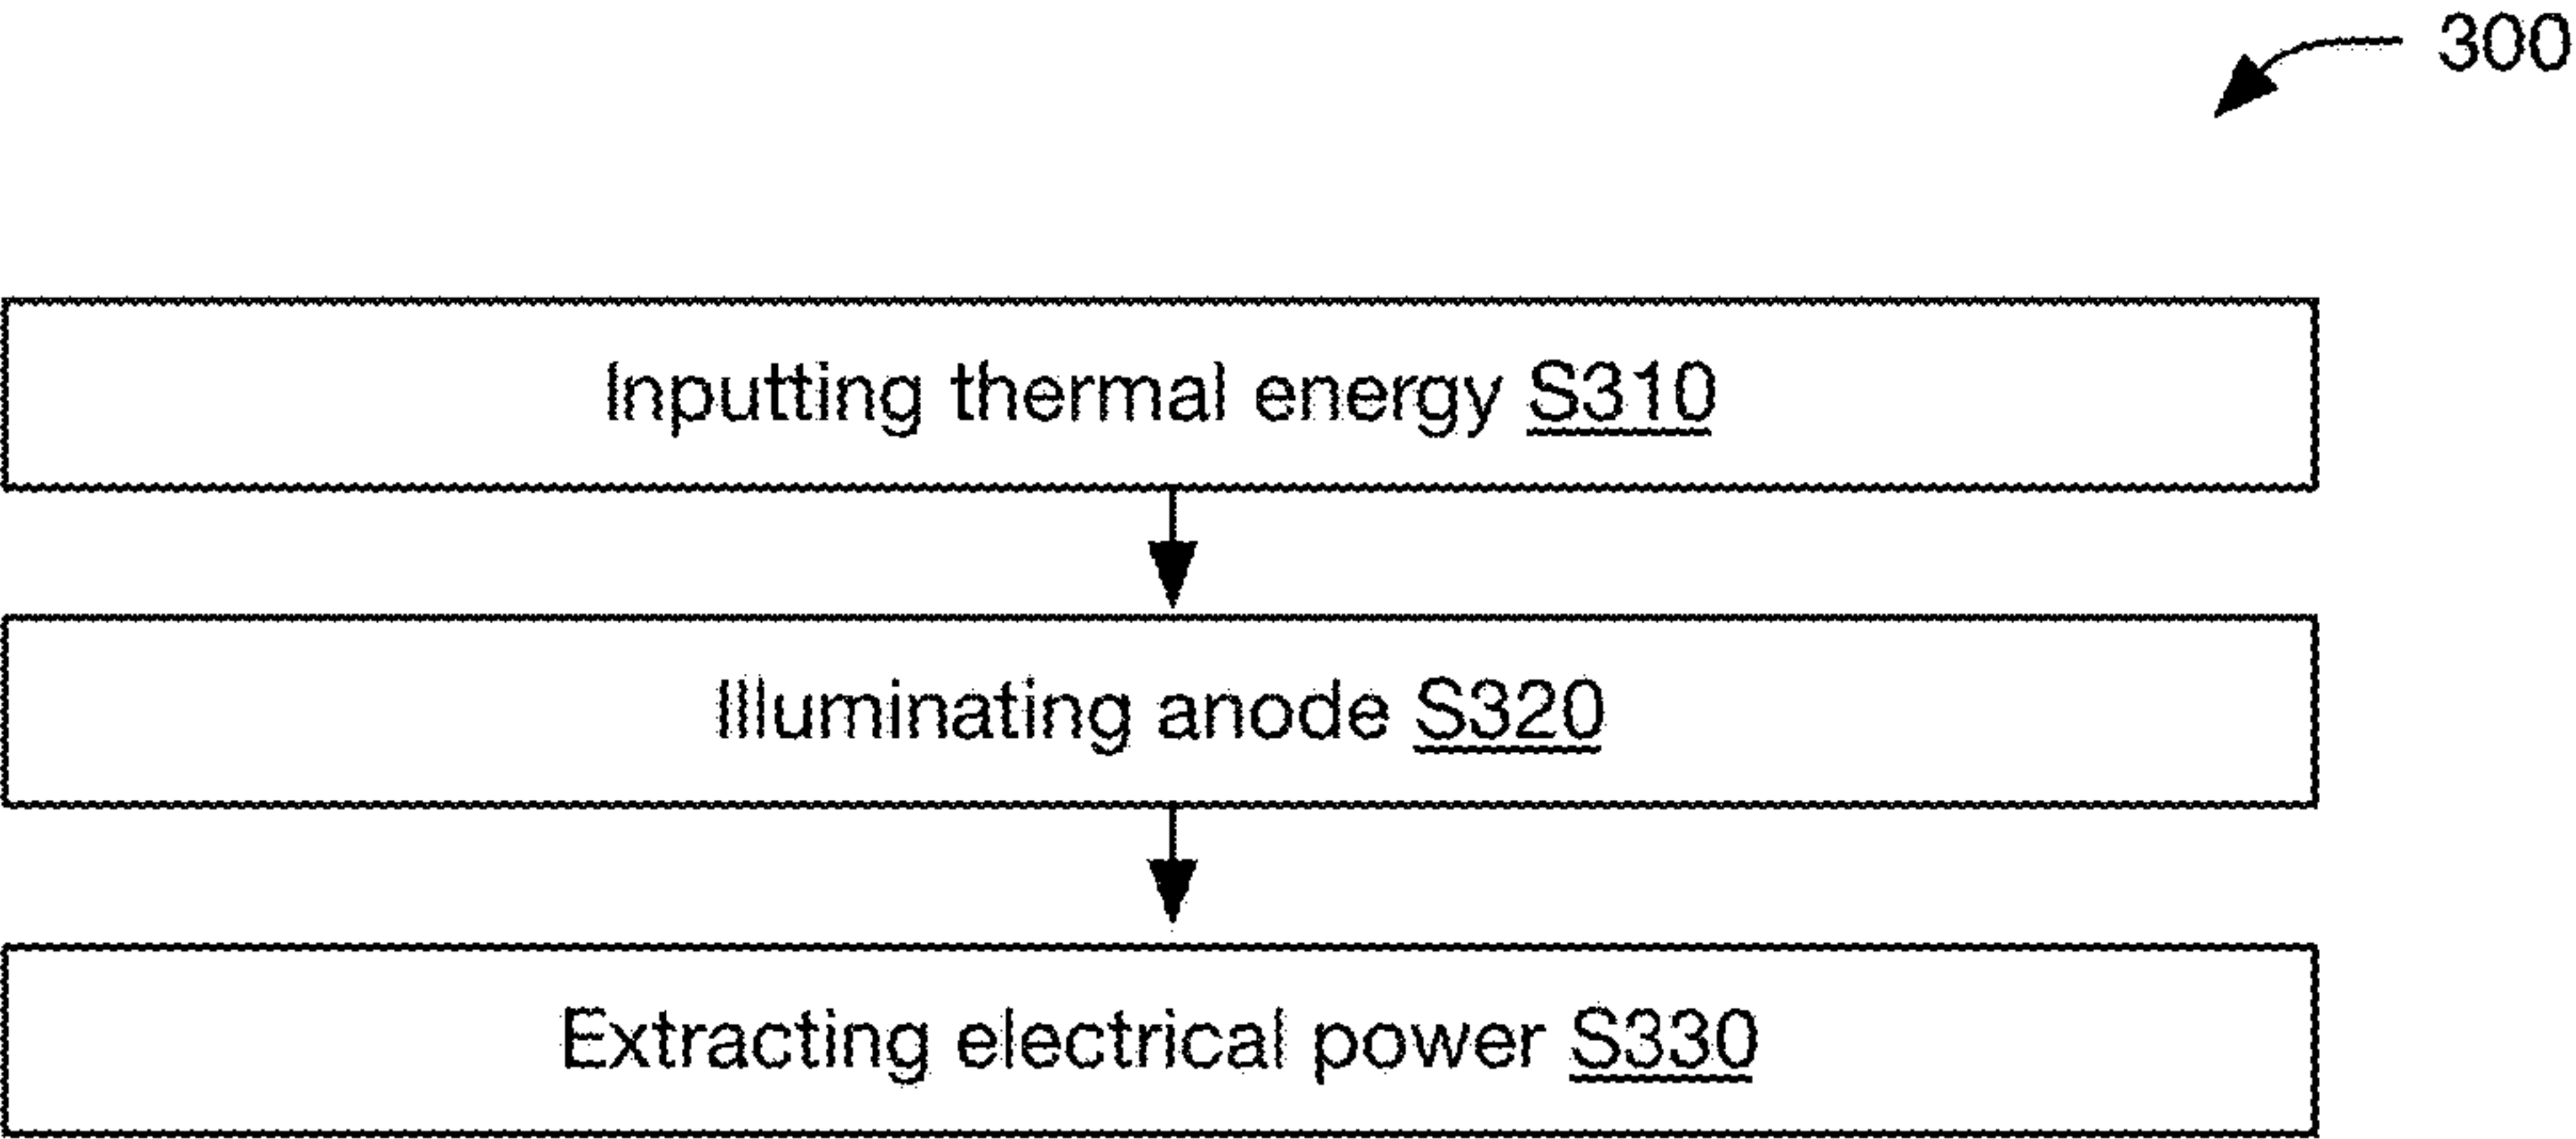 300
Inputting thermal energy S310
Illuminating anode S320
Extracting electrical power S330